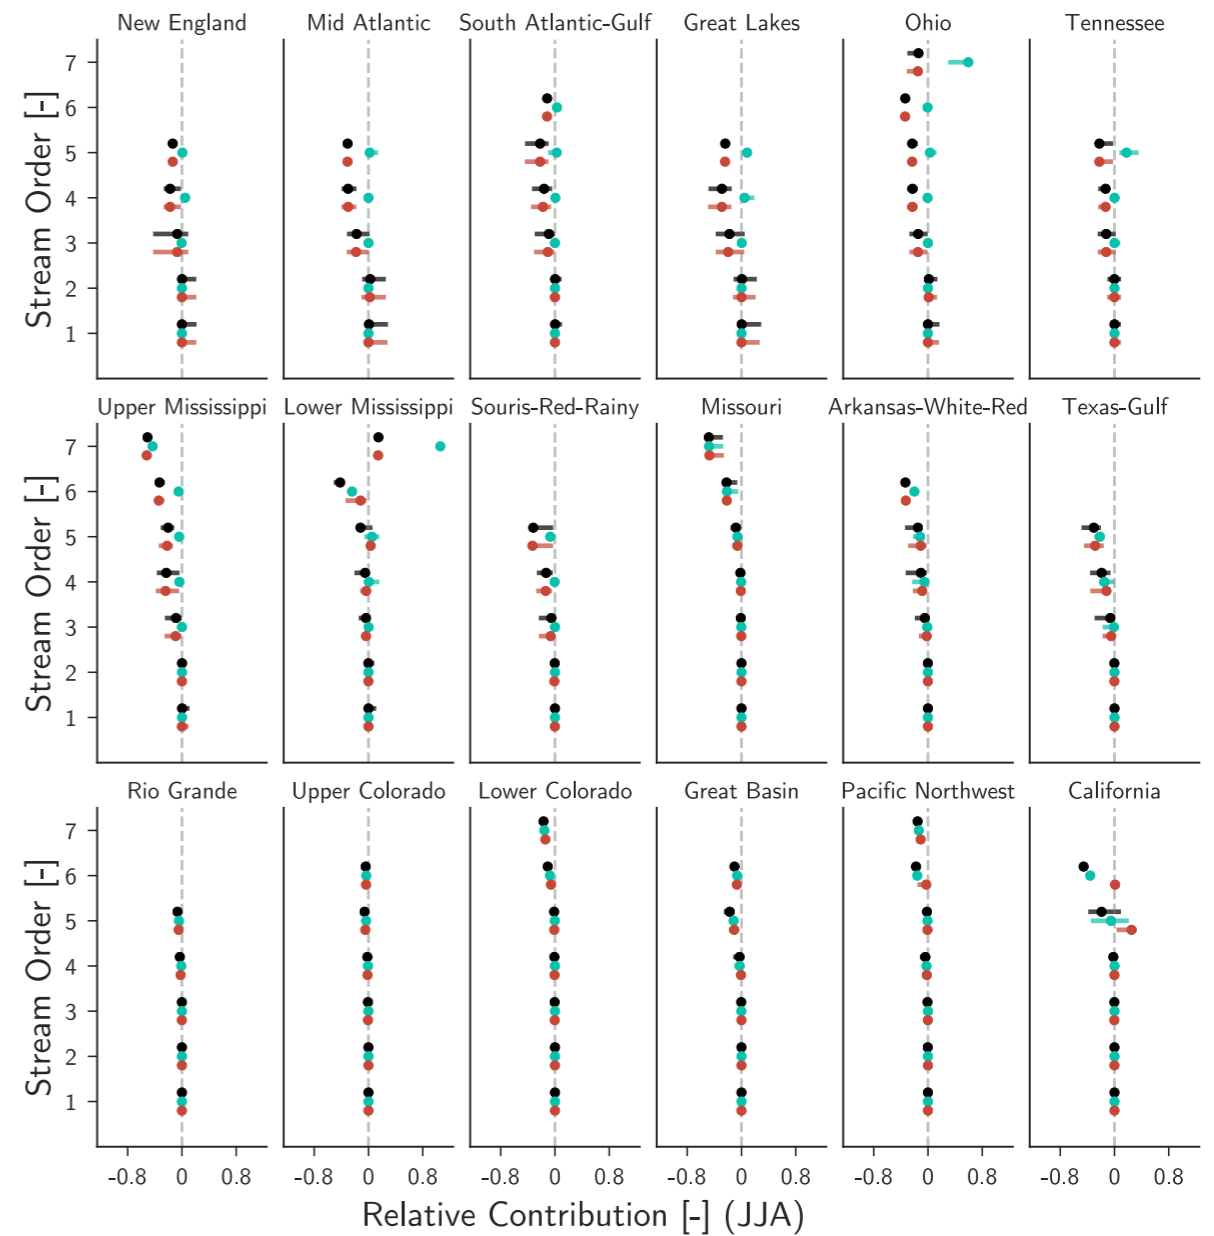 New England Mid Atlantic South Atlantic-Gulf Great Lakes Ohio Tennessee
Stream Order [-]
7
6
5
4
3
2
1
Upper Mississippi Lower Mississippi Souris-Red-Rainy Missouri Arkansas-White-Red Texas-Gulf
Stream Order [-]
7
6
5
4
3
2
1
Rio Grande Upper Colorado Lower Colorado Great Basin Pacific Northwest California
Stream Order [-]
7
6
5
4
3
2
1
-0.8 0 0.8 -0.8 0 0.8 -0.8 0 0.8 -0.8 0 0.8 -0.8 0 0.8 -0.8 0 0.8
Relative Contribution [-] (JJA)